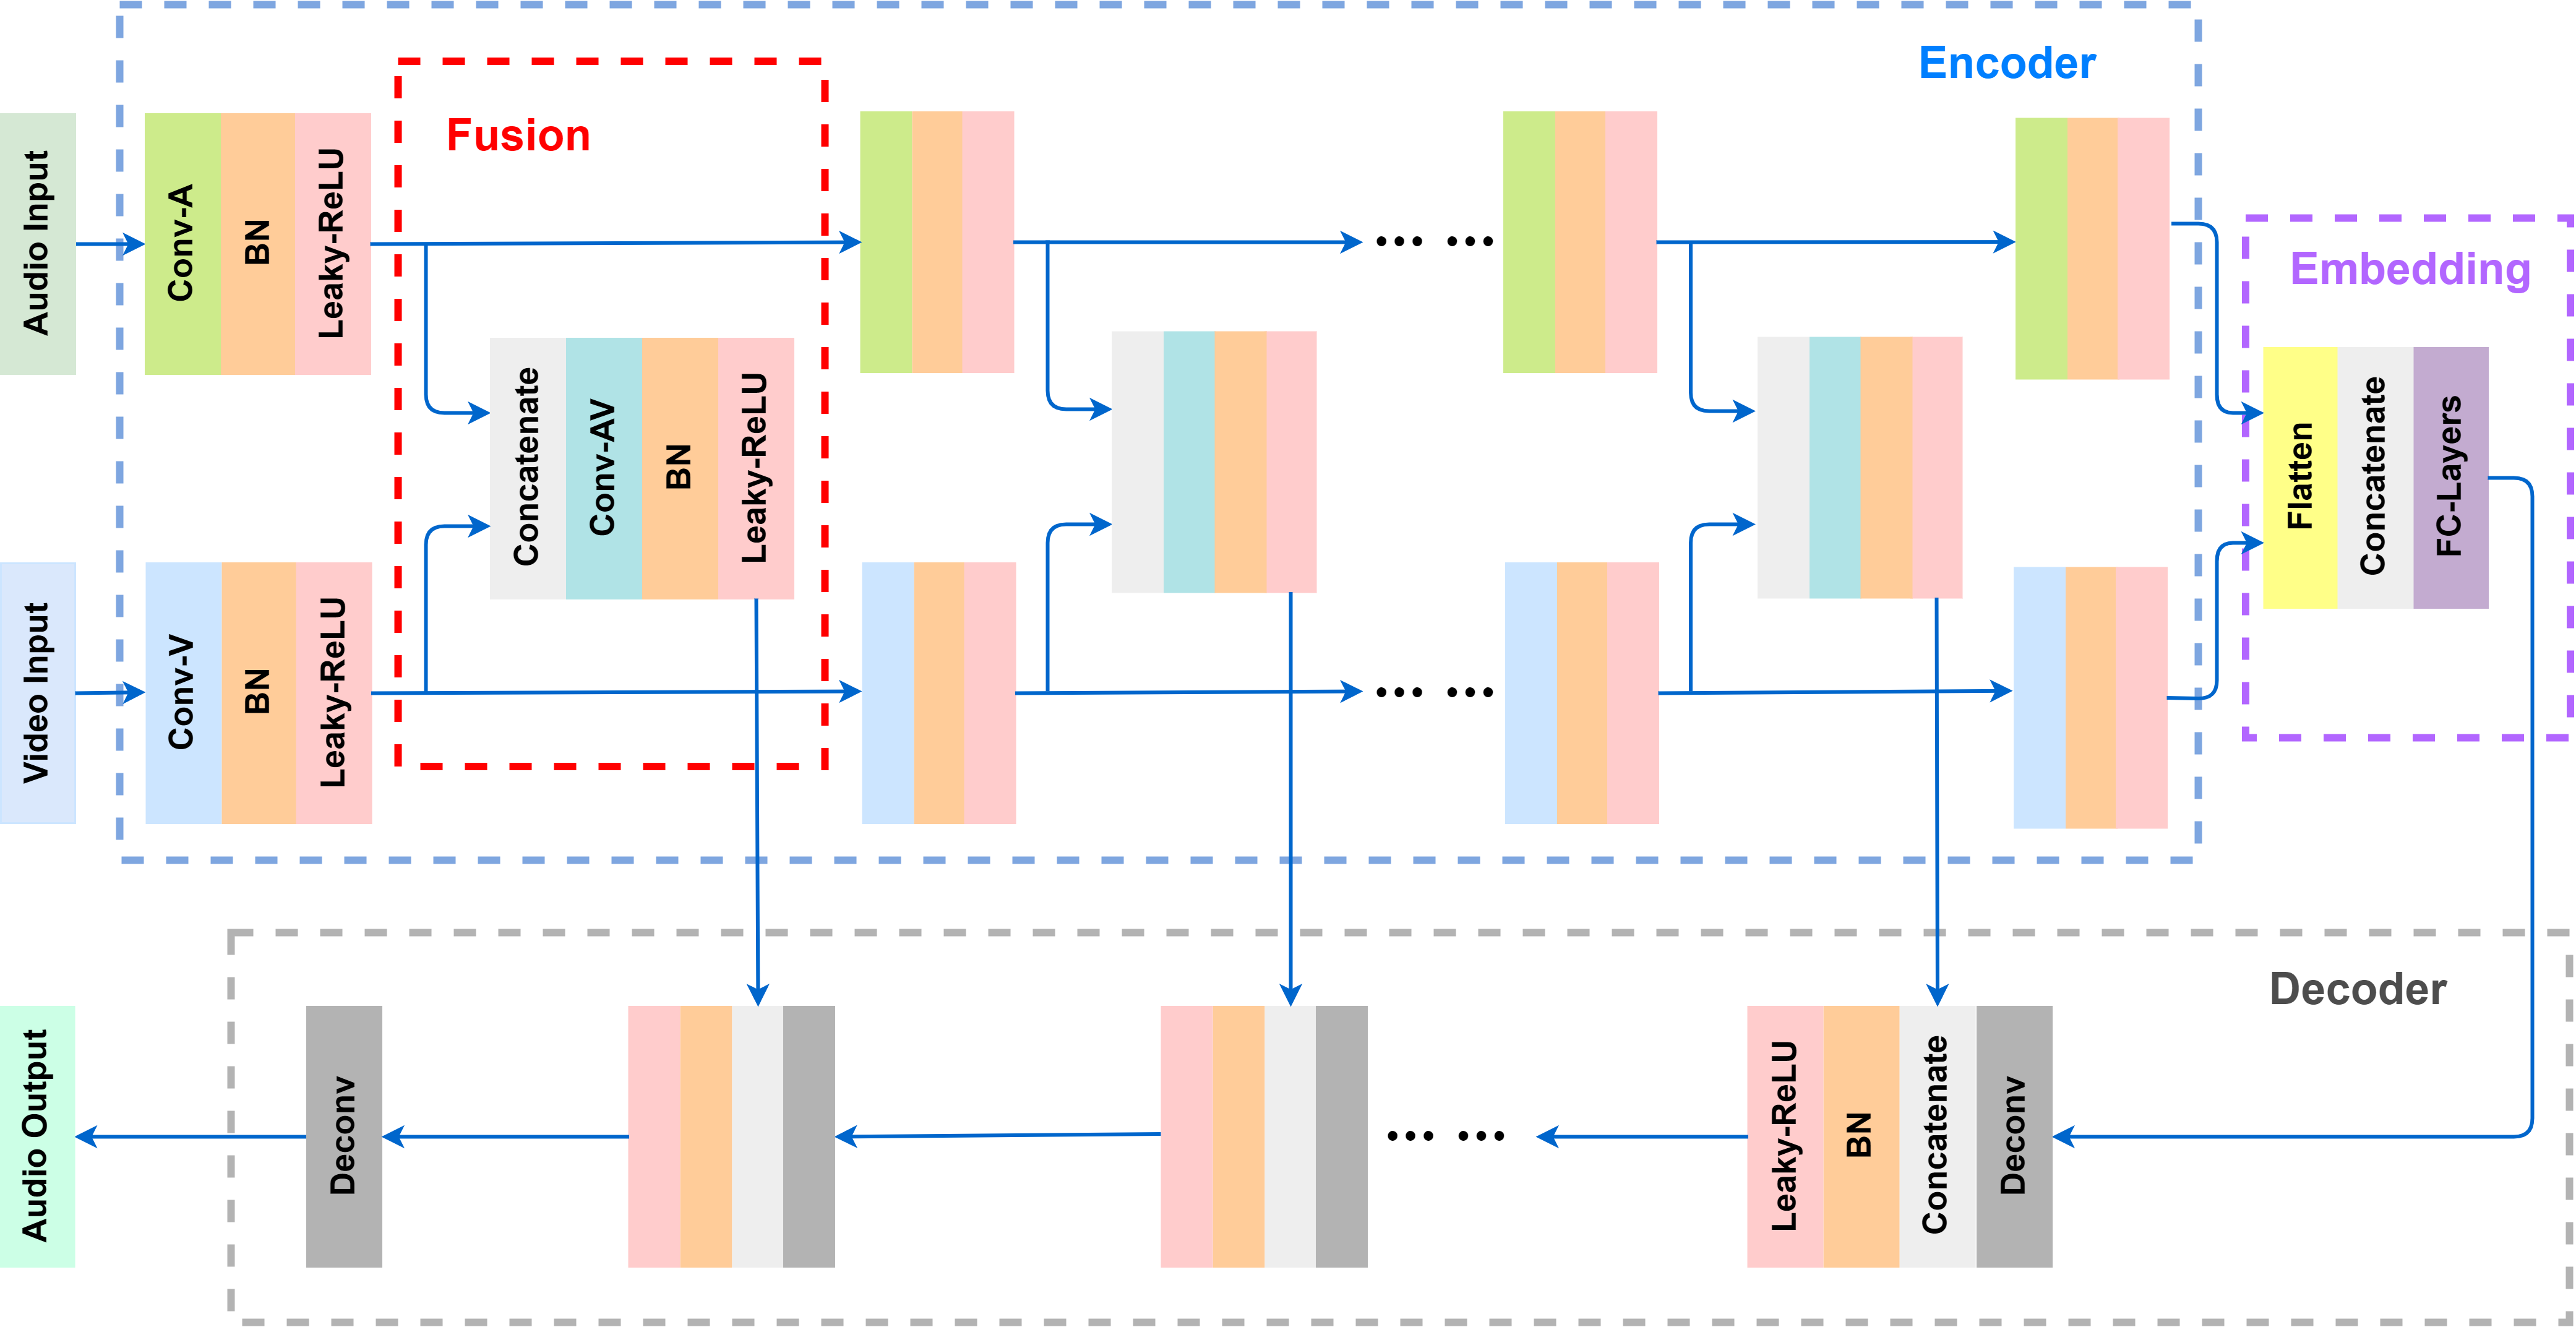 Encoder
Fusion
Audio Input
Conv-A
BN
Leaky-ReLU
Embedding
Concatenate
Conv-AV
BN
Leaky-ReLU
Flatten
Concatenate
FC-Layers
Video Input
Conv-V
BN
Leaky-ReLU
Decoder
Audio Output
Deconv
Leaky-ReLU
BN
Concatenate
Deconv